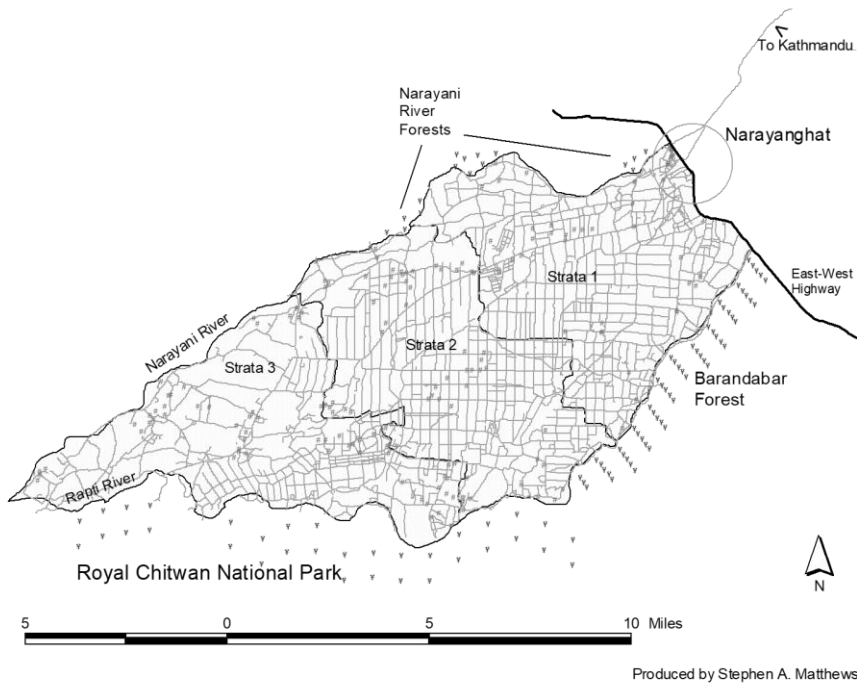 To Kathmandu
Narayani
River
Forests
Narayanghat
Strata 1
East-West
Highway
Narayani River
Strata 2
Strata 3
Barandabar
Forest
Rapti River
Royal Chitwan National Park
N
5 0 5 10 Miles
Produced by Stephen A. Matthews